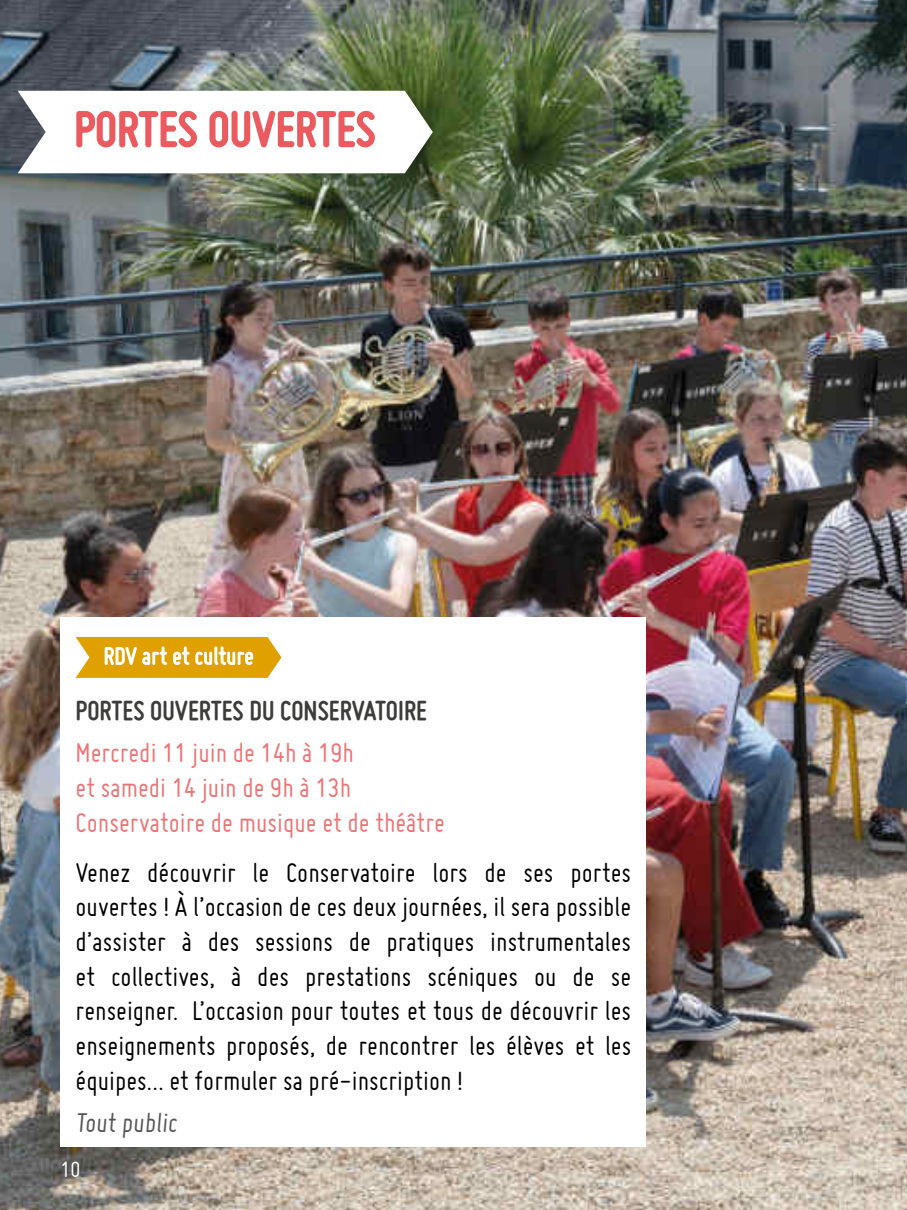 PORTES OUVERTES
RDV art et culture
PORTES OUVERTES DU CONSERVATOIRE
Mercredi 11 juin de 14h à 19h
et samedi 14 juin de 9h à 13h
Conservatoire de musique et de théâtre
Venez découvrir le Conservatoire lors de ses portes
ouvertes ! À l’occasion de ces deux journées, il sera possible
d’assister à des sessions de pratiques instrumentales
et collectives, à des prestations scéniques ou de se
renseigner. L’occasion pour toutes et tous de découvrir les
enseignements proposés, de rencontrer les élèves et les
équipes... et formuler sa pré-inscription !
Tout public
10
LION